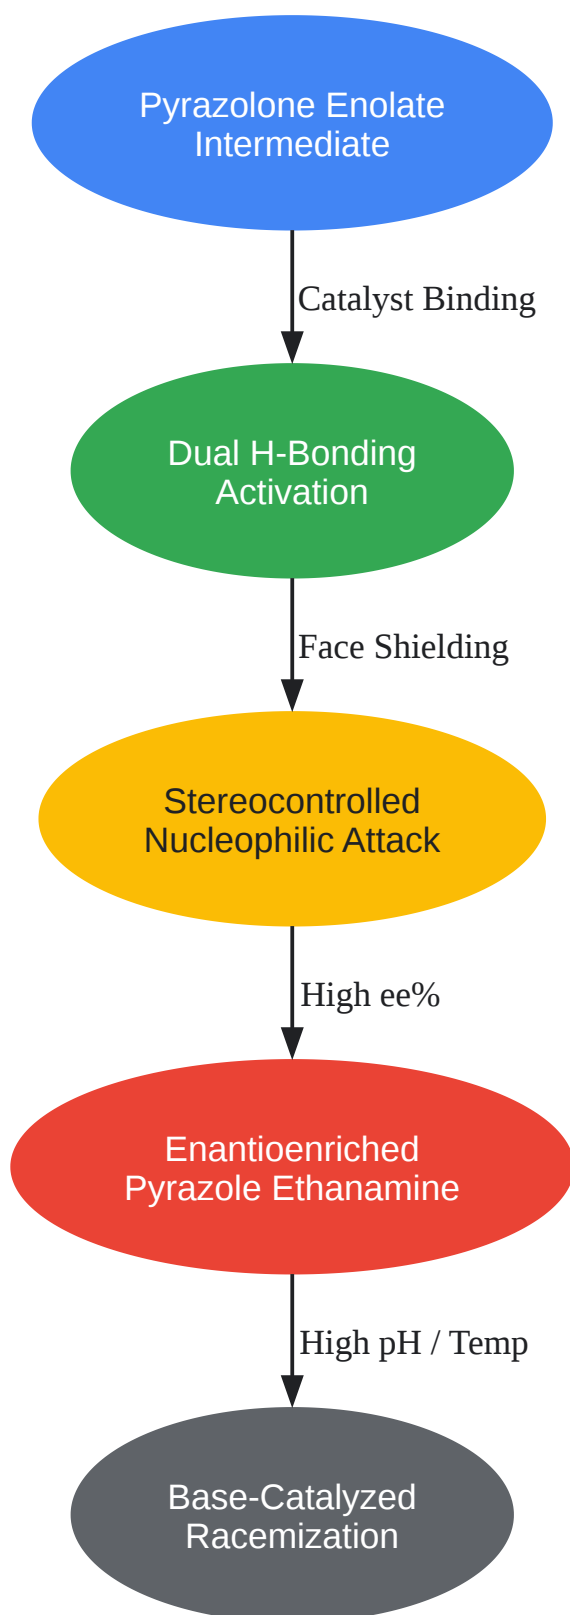 Pyrazolone Enolate
Intermediate
Catalyst Binding
Dual H-Bonding
Activation
Face Shielding
Stereocontrolled
Nucleophilic Attack
High ee%
Enantioenriched
Pyrazole Ethanamine
High pH / Temp
Base-Catalyzed
Racemization